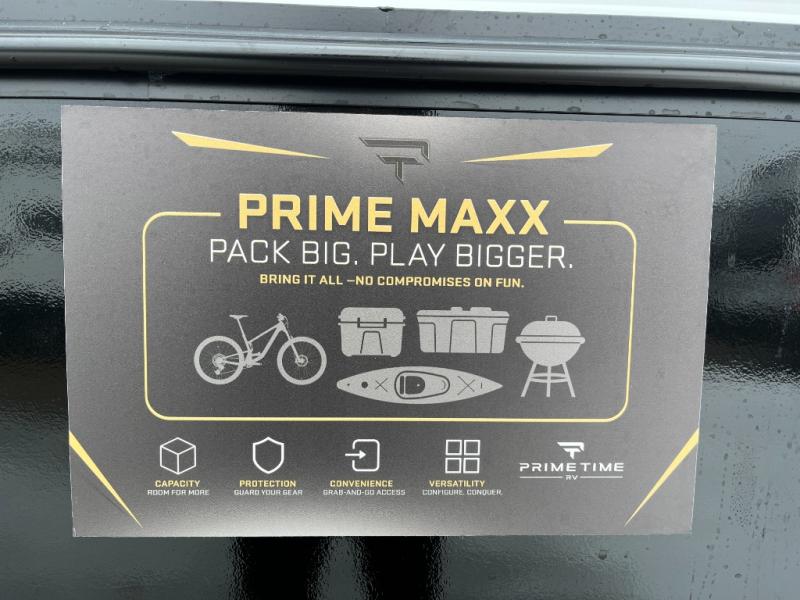 PRIME MAXX
PACK BIG. PLAY BIGGER.
BRING IT ALL –NO COMPROMISES ON FUN.
CAPACITY
ROOM FOR MORE
PROTECTION
GUARD YOUR GEAR
CONVENIENCE
GRAB-AND-GO ACCESS
VERSATILITY
CONFIGURE. CONQUER.
PRIME TIME
RV